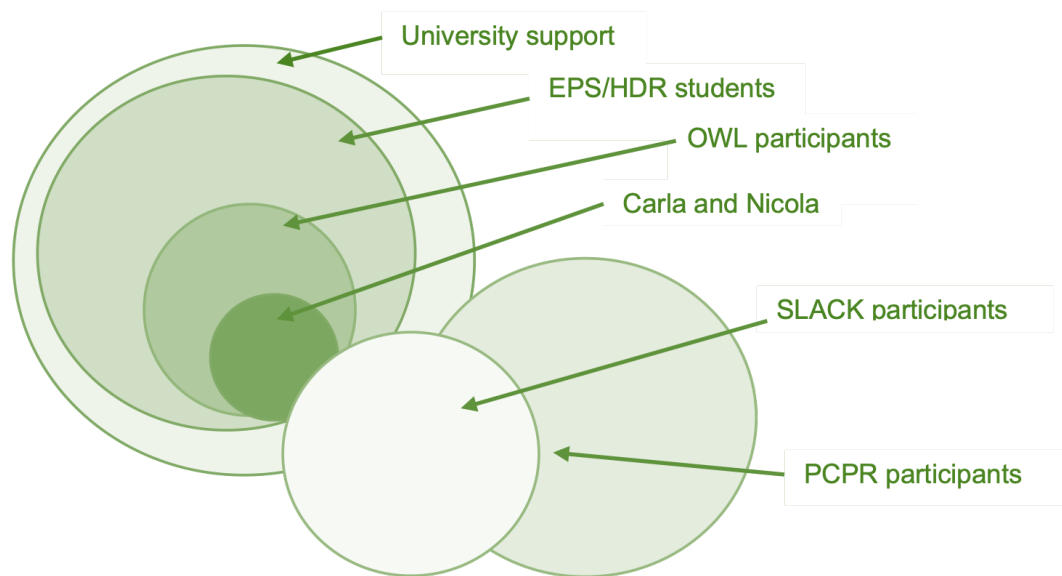 University support
EPS/HDR students
OWL participants
Carla and Nicola
SLACK participants
PCPR participants